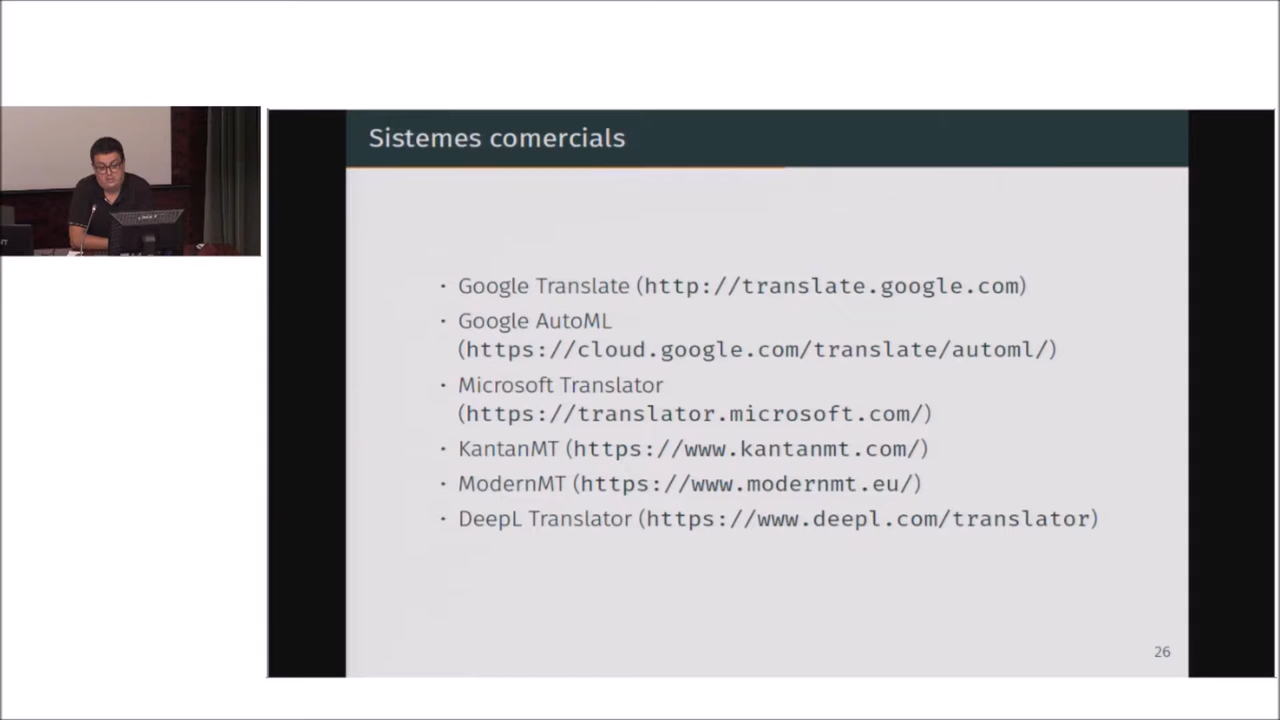 Sistemes comercials
· Google Translate (http://translate.google.com)
· Google AutoML
(https://cloud.google.com/translate/automl/)
· Microsoft Translator
(https://translator.microsoft.com/)
· KantanMT (https://www.kantanmt.com/)
· ModernMT (https://www.modernmt.eu/)
· DeepL Translator (https://www.deepl.com/translator)
26